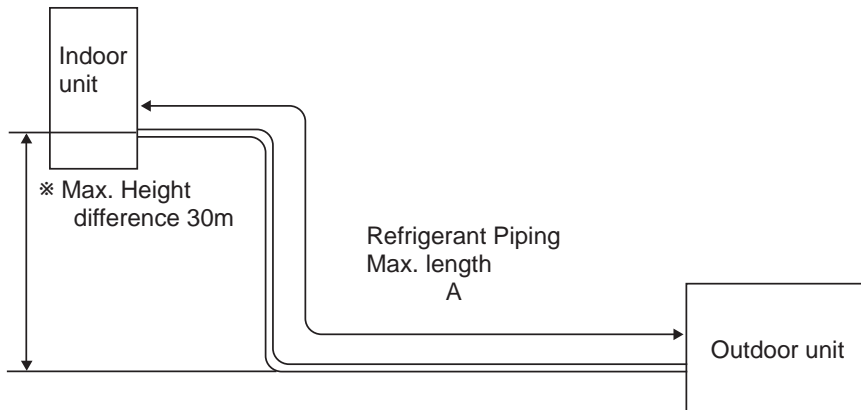 Indoor
unit
※ Max. Height
difference 30m
Refrigerant Piping
Max. length
A
Outdoor unit